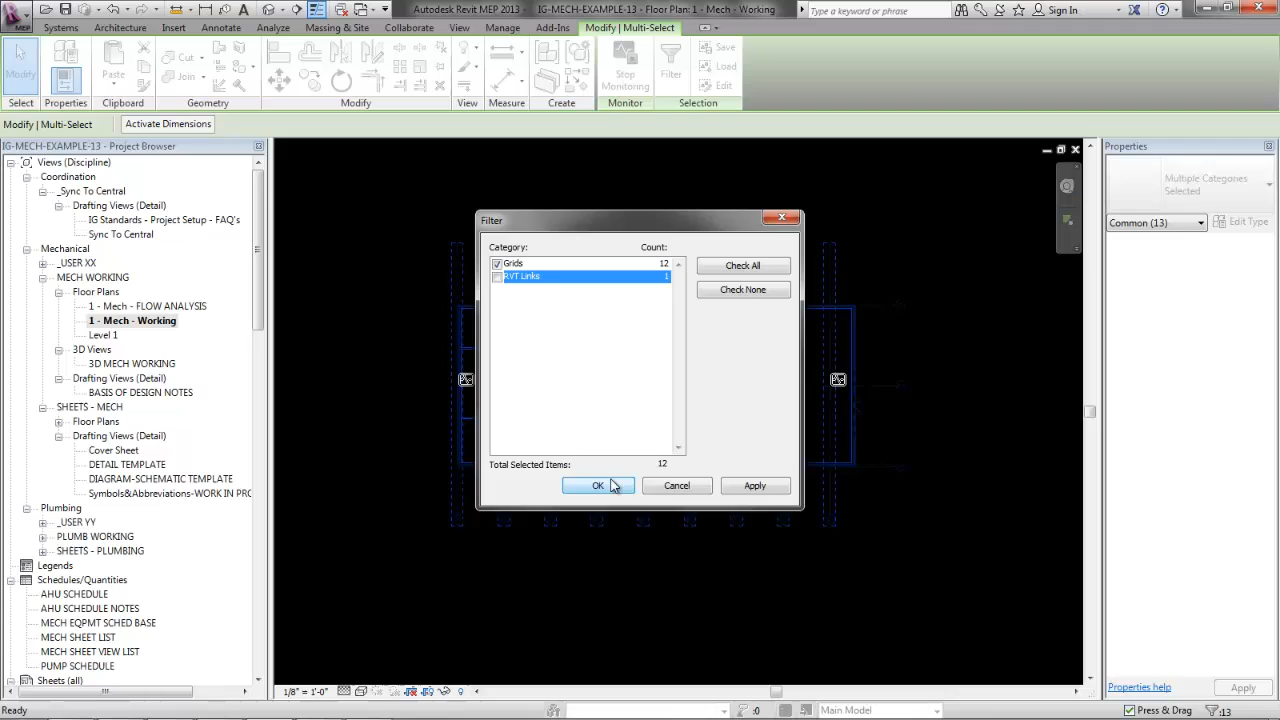 Autodesk Revit MEP 2013 - IG-MECH-EXAMPLE-13 - Floor Plan: 1 - Mech - Working
Type a keyword or phrase
Sign In
MEP
Systems Architecture Insert Annotate Analyze Massing & Site Collaborate View Manage Add-Ins Modify | Multi-Select
Modify
Paste
Cut
Join
Stop Monitoring
Filter
Save
Load
Edit
Select Properties Clipboard Geometry Modify View Measure Create Monitor Selection
Modify | Multi-Select
Activate Dimensions
IG-MECH-EXAMPLE-13 - Project Browser
Views (Discipline)
Coordination
_Sync To Central
Drafting Views (Detail)
IG Standards - Project Setup - FAQ's
Sync To Central
Mechanical
_USER XX
MECH WORKING
Floor Plans
1 - Mech - FLOW ANALYSIS
1 - Mech - Working
Level 1
3D Views
3D MECH WORKING
Drafting Views (Detail)
BASIS OF DESIGN NOTES
SHEETS - MECH
Floor Plans
Drafting Views (Detail)
Cover Sheet
DETAIL TEMPLATE
DIAGRAM-SCHEMATIC TEMPLATE
Symbols&Abbreviations-WORK IN PRO
Plumbing
_USER YY
PLUMB WORKING
SHEETS - PLUMBING
Legends
Schedules/Quantities
AHU SCHEDULE
AHU SCHEDULE NOTES
MECH EQPMT SCHED BASE
MECH SHEET LIST
MECH SHEET VIEW LIST
PUMP SCHEDULE
Sheets (all)
Filter
Category: Count:
Grids 12
RVT Links 1
Check All
Check None
Total Selected Items: 12
OK
Cancel
Apply
Properties
Multiple Categories Selected
Common (13)
Edit Type
Properties help
Apply
1/8" = 1'-0"
Ready
:0
Main Model
Press & Drag
:13